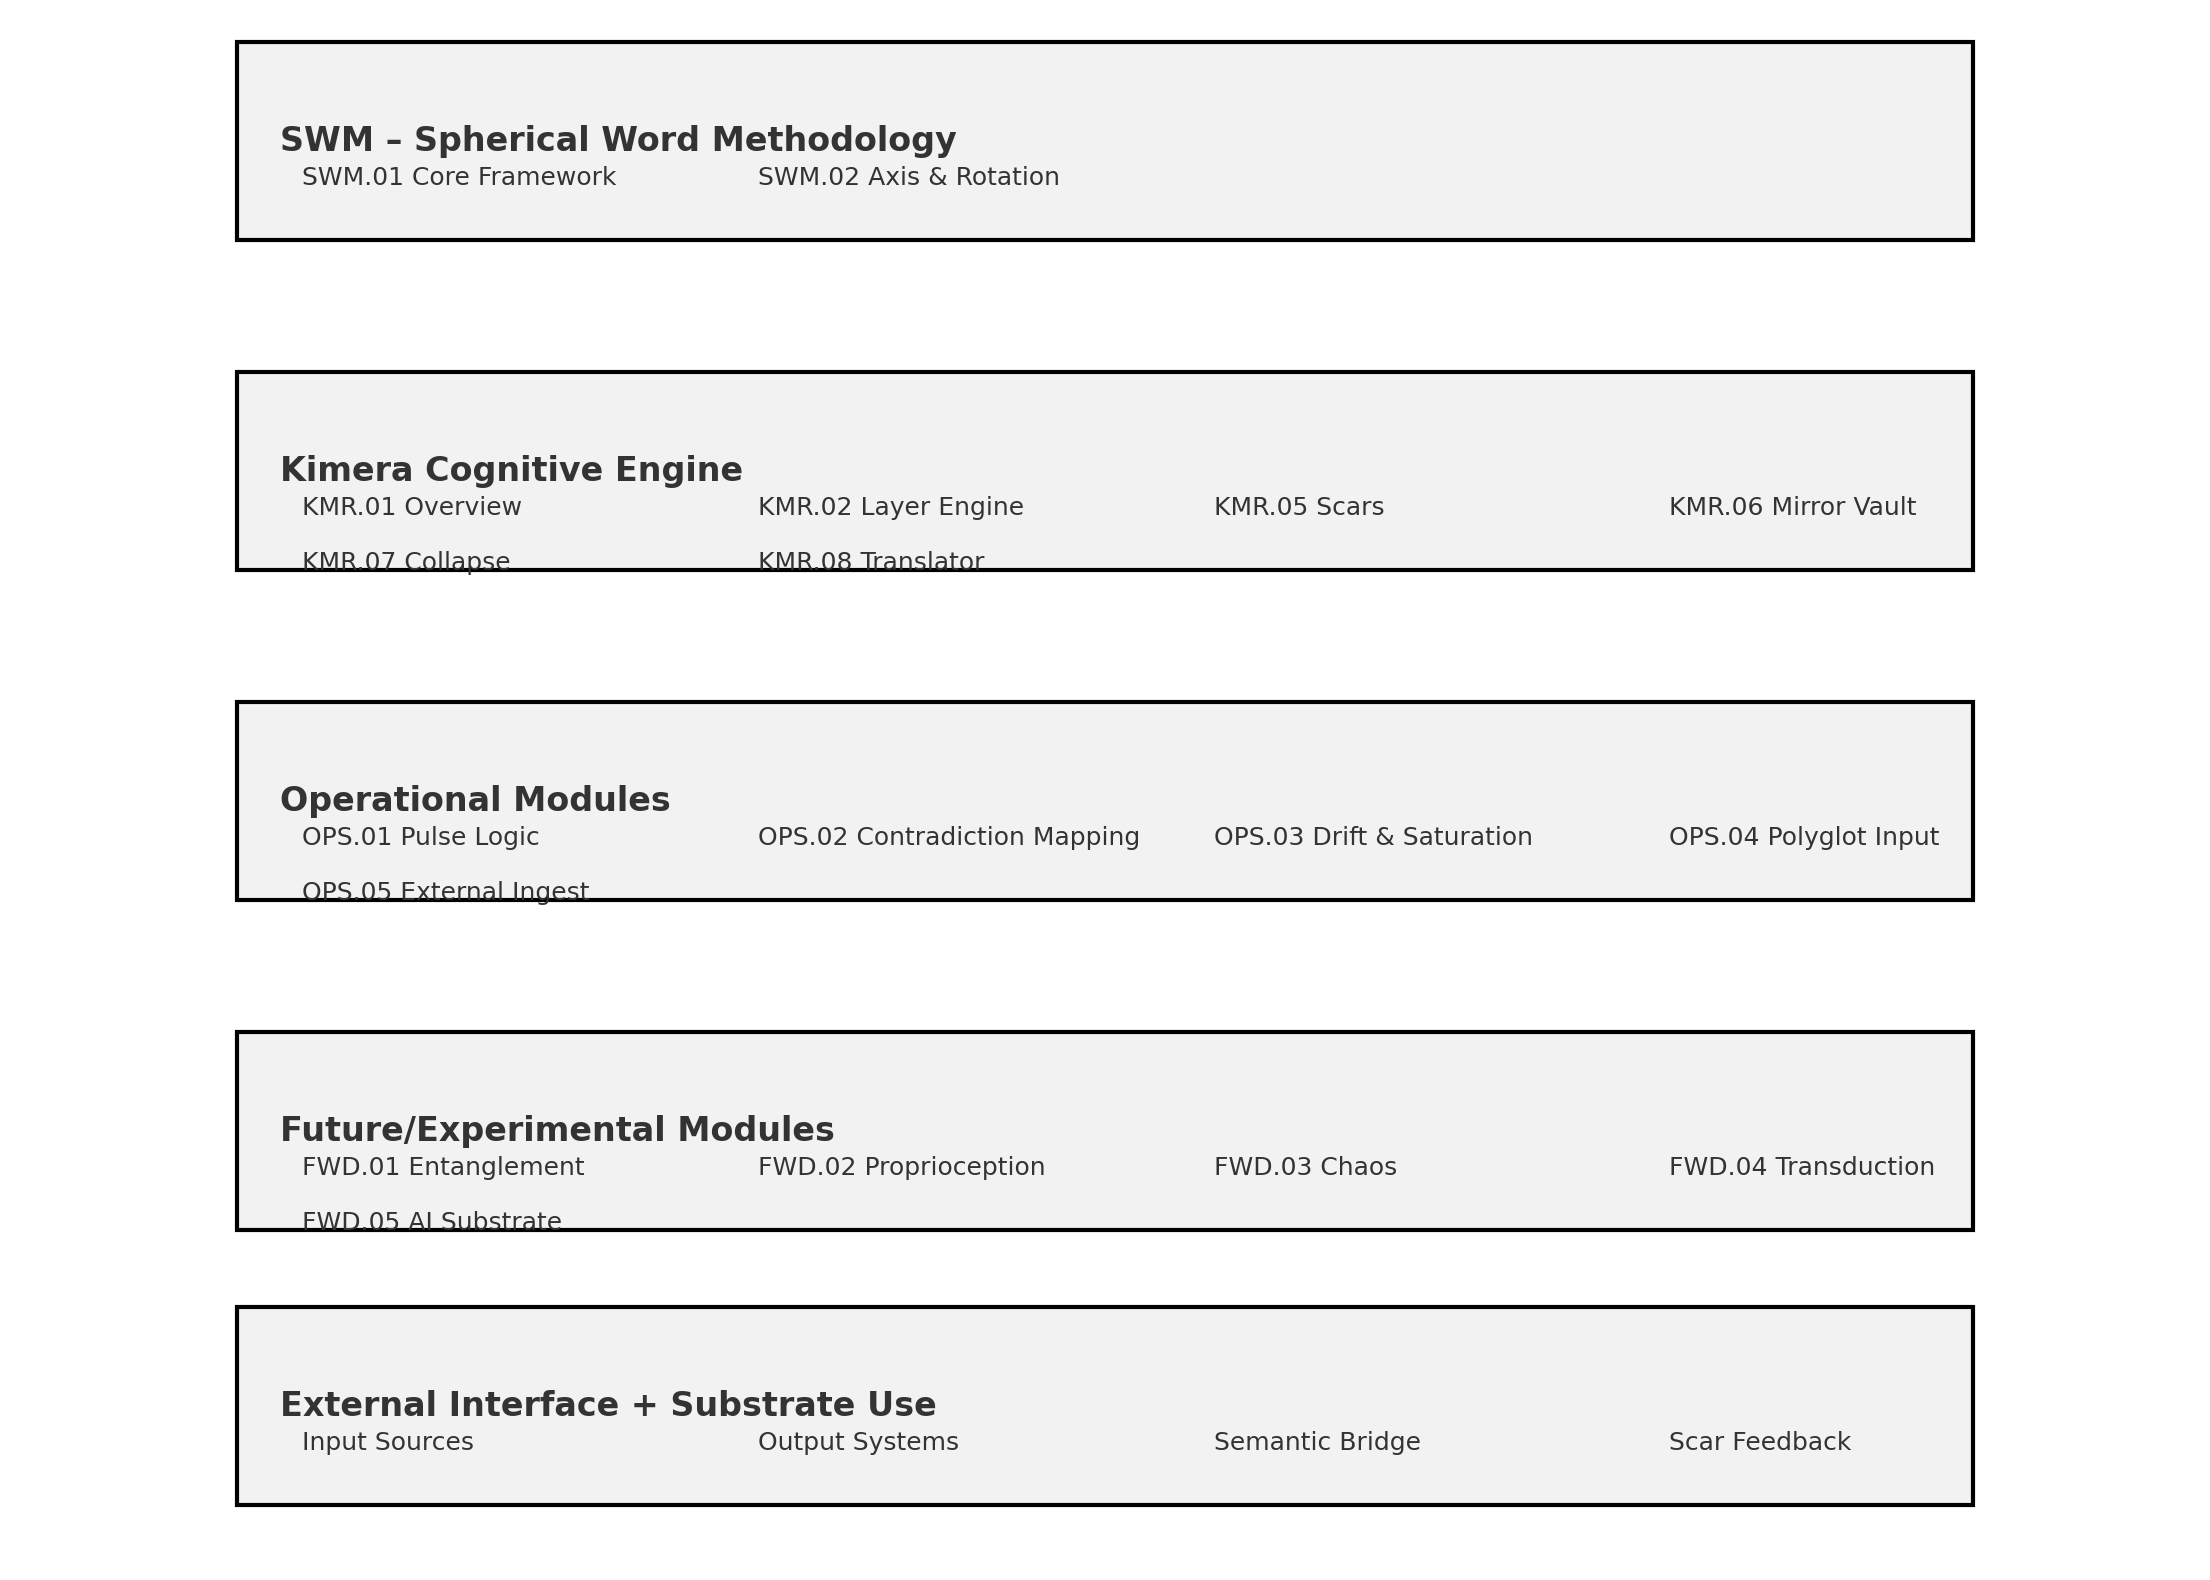 SWM – Spherical Word Methodology
SWM.01 Core Framework SWM.02 Axis & Rotation
Kimera Cognitive Engine
KMR.01 Overview KMR.02 Layer Engine KMR.05 Scars KMR.06 Mirror Vault
KMR.07 Collapse KMR.08 Translator
Operational Modules
OPS.01 Pulse Logic OPS.02 Contradiction Mapping OPS.03 Drift & Saturation OPS.04 Polyglot Input
OPS.05 External Ingest
Future/Experimental Modules
FWD.01 Entanglement FWD.02 Proprioception FWD.03 Chaos FWD.04 Transduction
FWD.05 AI Substrate
External Interface + Substrate Use
Input Sources Output Systems Semantic Bridge Scar Feedback